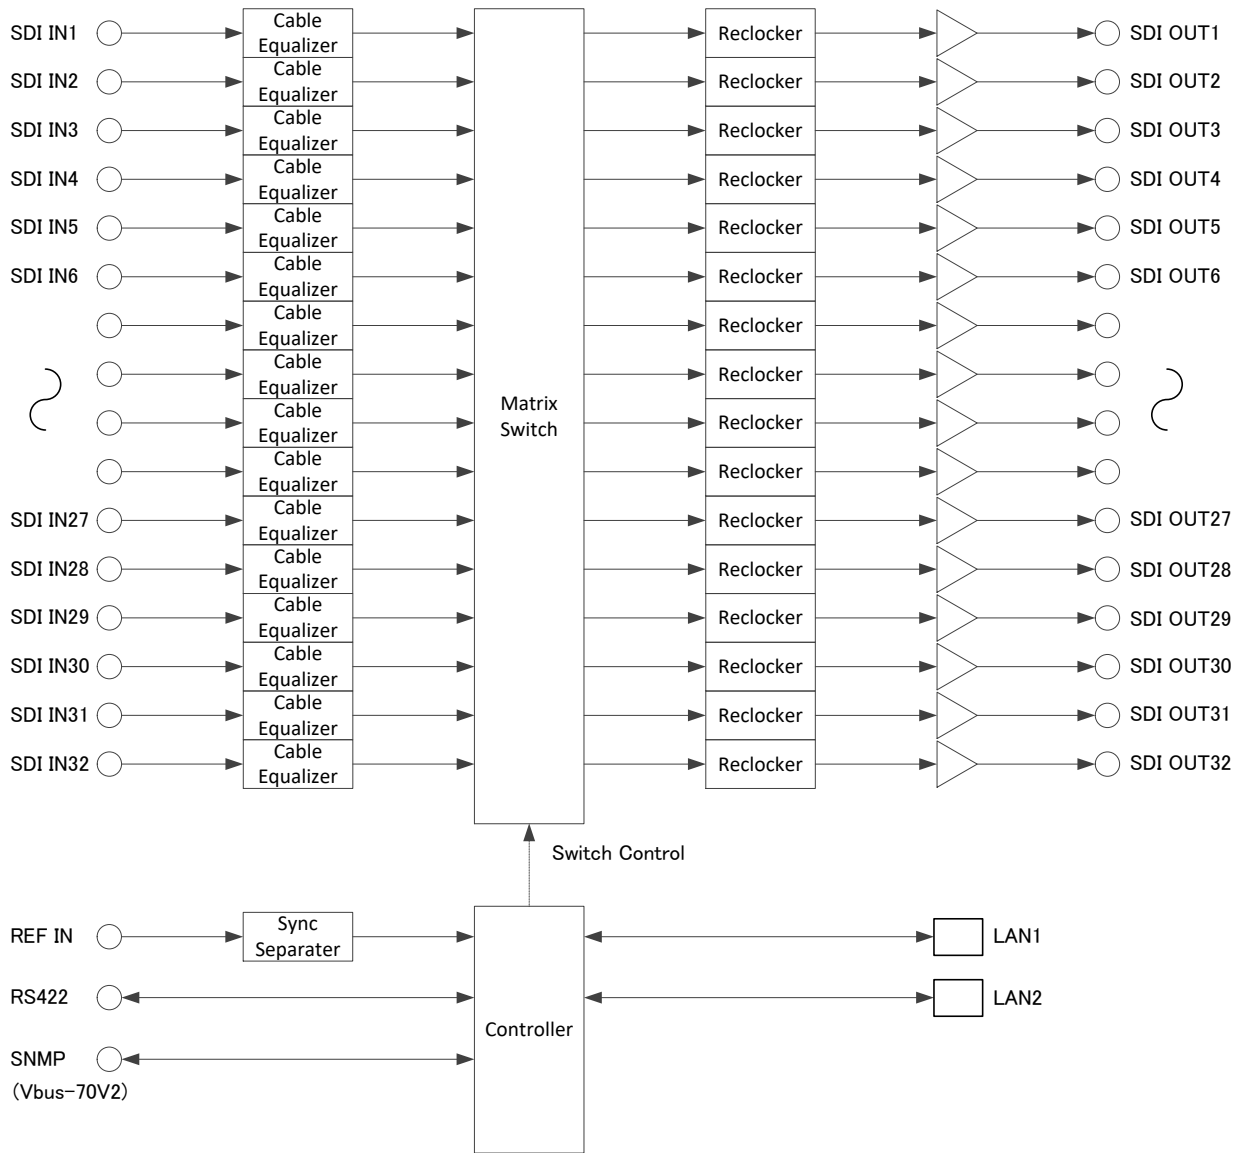 SDI IN1 Cable Equalizer Reclocker SDI OUT1
SDI IN2 Cable Equalizer Reclocker SDI OUT2
SDI IN3 Cable Equalizer Reclocker SDI OUT3
SDI IN4 Cable Equalizer Reclocker SDI OUT4
SDI IN5 Cable Equalizer Reclocker SDI OUT5
SDI IN6 Cable Equalizer Reclocker SDI OUT6
Cable Equalizer Reclocker
Cable Equalizer Reclocker
Matrix
Switch
Cable Equalizer Reclocker
Cable Equalizer Reclocker
SDI IN27 Cable Equalizer Reclocker SDI OUT27
SDI IN28 Cable Equalizer Reclocker SDI OUT28
SDI IN29 Cable Equalizer Reclocker SDI OUT29
SDI IN30 Cable Equalizer Reclocker SDI OUT30
SDI IN31 Cable Equalizer Reclocker SDI OUT31
SDI IN32 Cable Equalizer Reclocker SDI OUT32
Switch Control
REF IN Sync Separater LAN1
RS422 LAN2
Controller
SNMP
(Vbus-70V2)